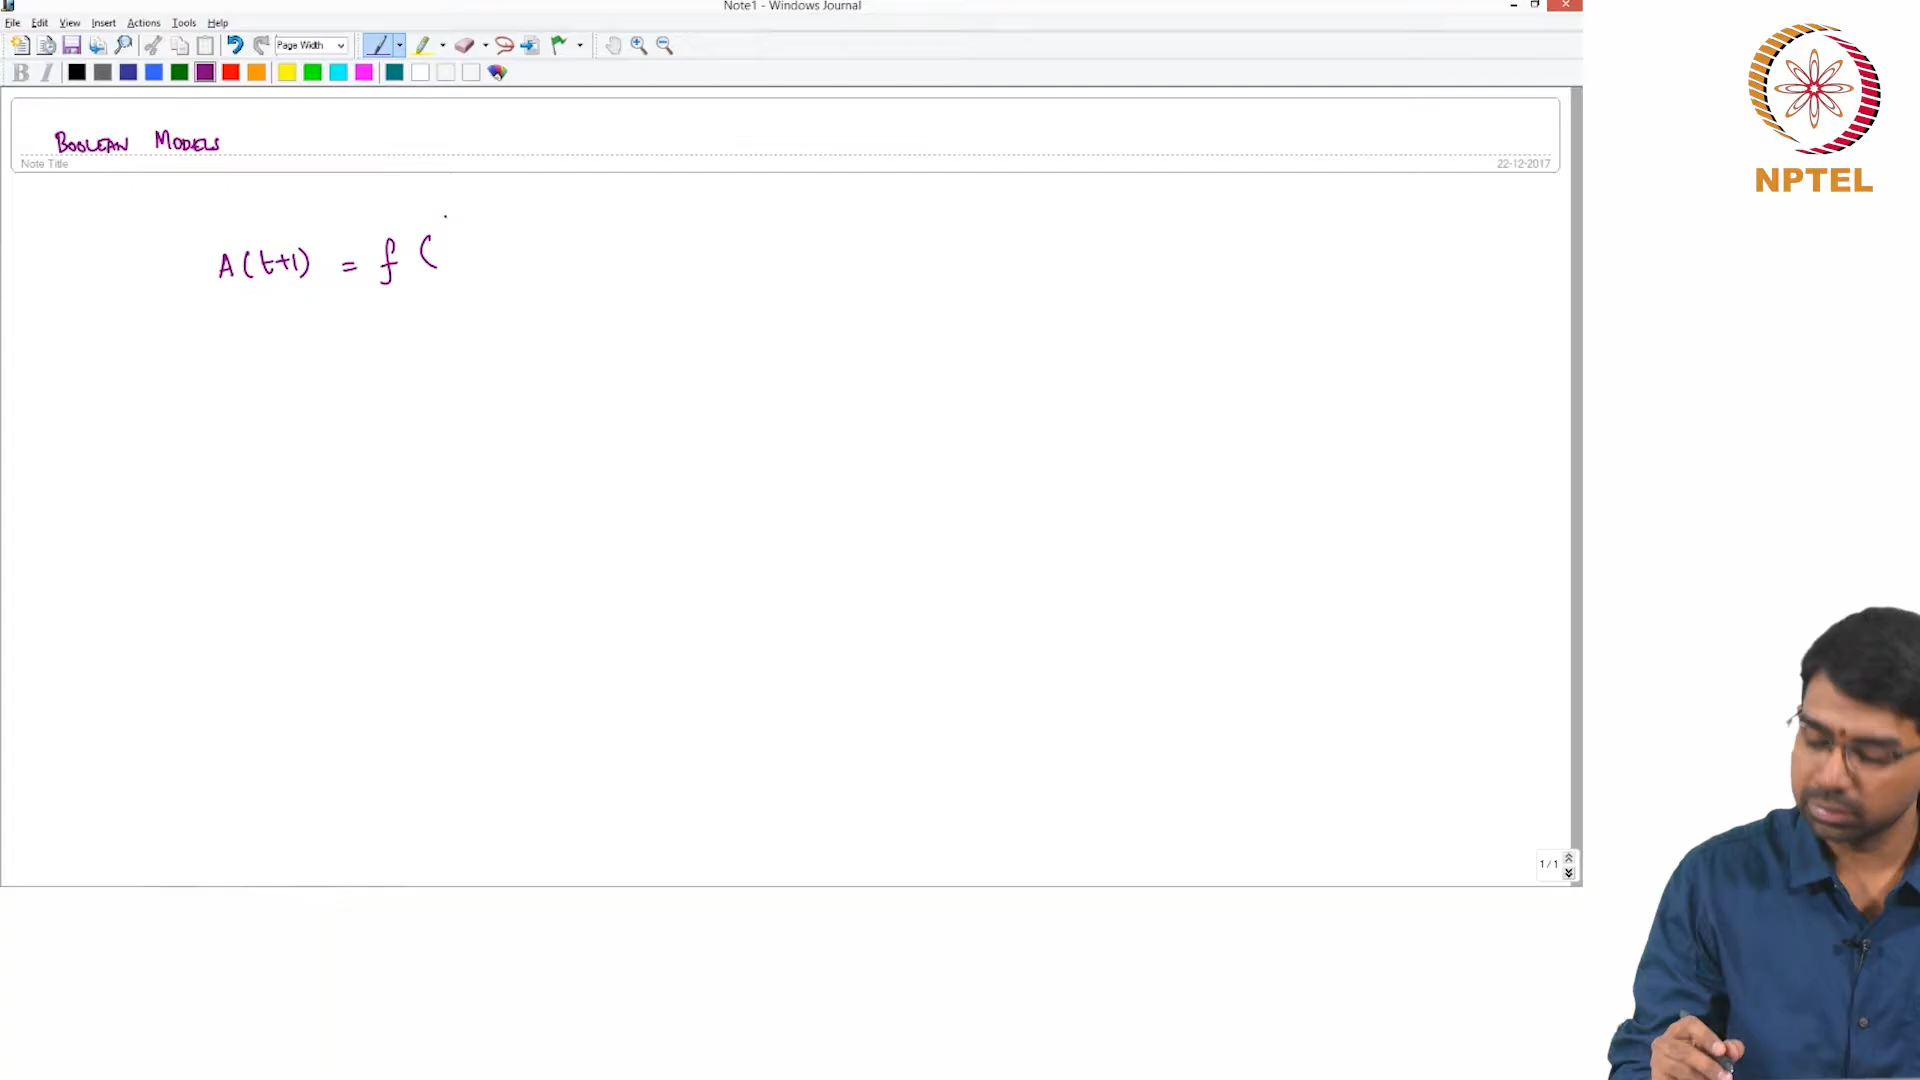 Note1 - Windows Journal
File Edit View Insert Actions Tools Help
Page Width
B I
BOOLEAN MODELS
Note Title
22-12-2017
A(t+1) = f (
1 / 1
NPTEL